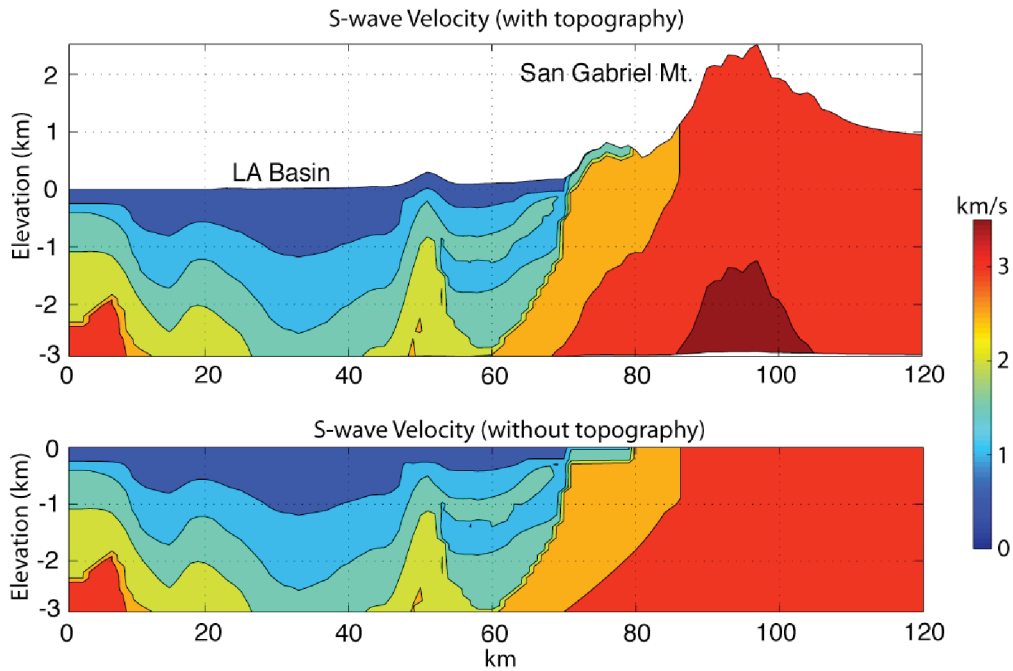 S-wave Velocity (with topography)
Elevation (km)
2
1
0
-1
-2
-3
San Gabriel Mt.
LA Basin
0 20 40 60 80 100 120
km/s
3
2
1
0
S-wave Velocity (without topography)
Elevation (km)
0
-1
-2
-3
0 20 40 60 80 100 120
km